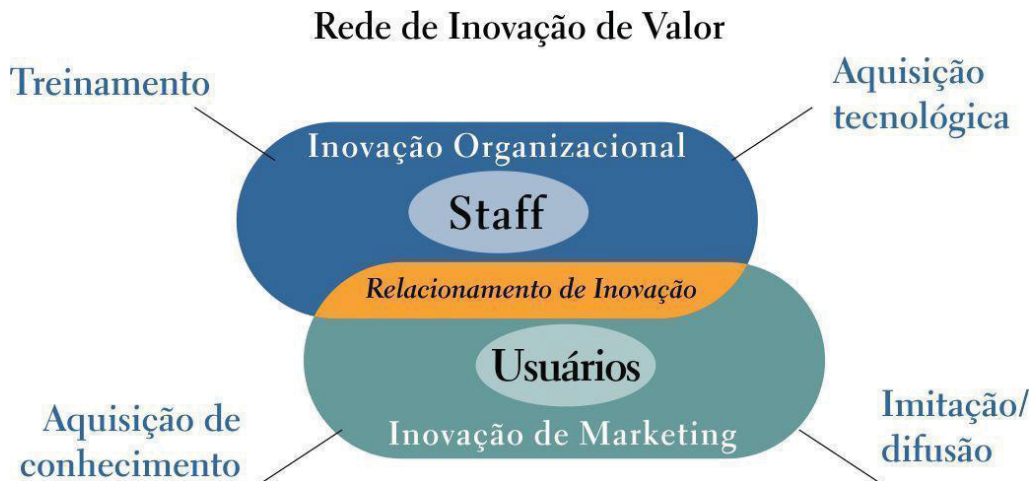 Rede de Inovação de Valor
Treinamento
Aquisição
tecnológica
Inovação Organizacional
Staff
Relacionamento de Inovação
Usuários
Inovação de Marketing
Aquisição de
conhecimento
Imitação/
difusão